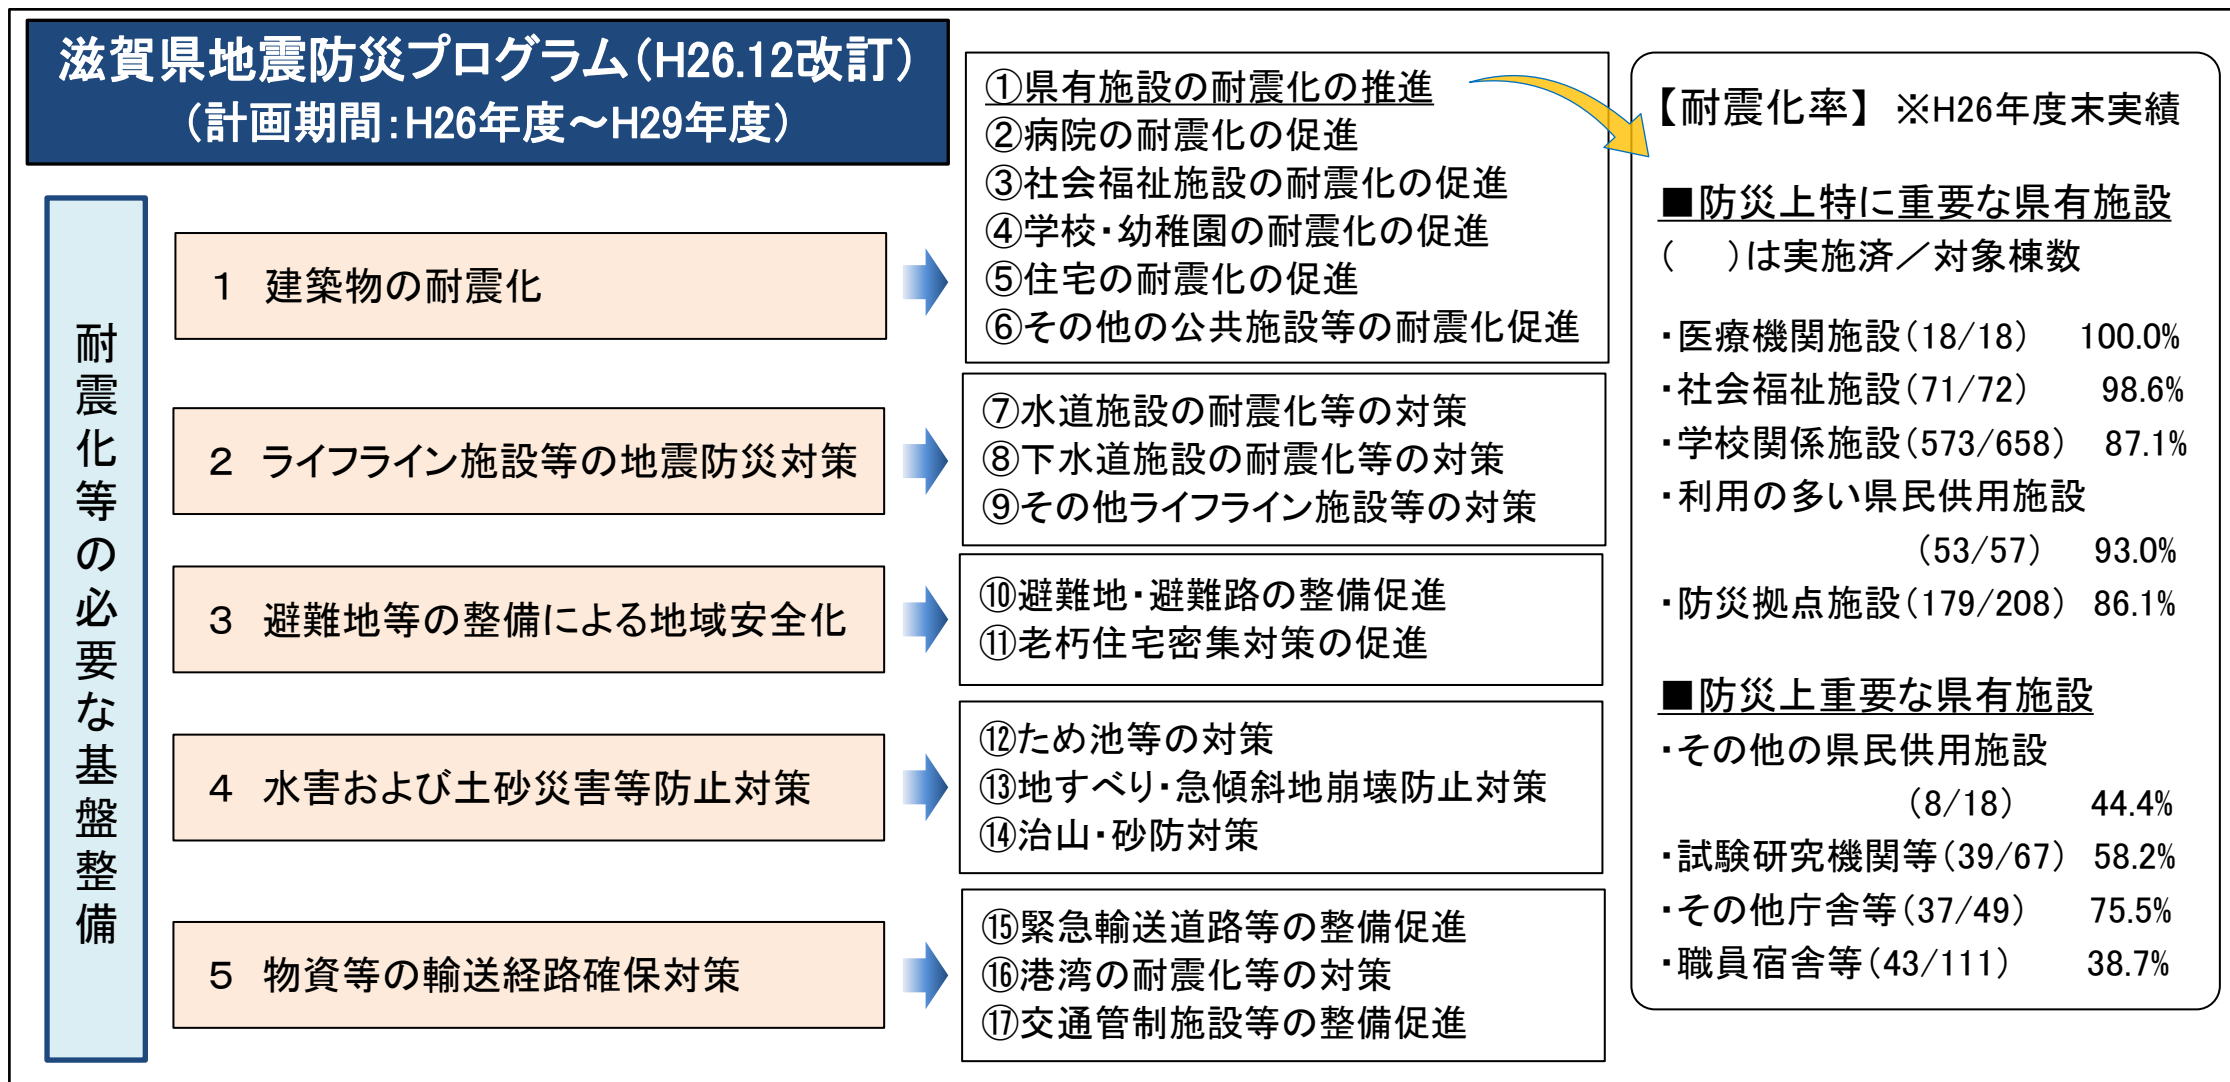 滋賀県地震防災プログラム（H26.12改訂）
（計画期間：H26年度～H29年度）
耐震化等の必要な基盤整備
１　建築物の耐震化
①県有施設の耐震化の推進
②病院の耐震化の促進
③社会福祉施設の耐震化の促進
④学校・幼稚園の耐震化の促進
⑤住宅の耐震化の促進
⑥その他の公共施設等の耐震化促進
２　ライフライン施設等の地震防災対策
⑦水道施設の耐震化等の対策
⑧下水道施設の耐震化等の対策
⑨その他ライフライン施設等の対策
３　避難地等の整備による地域安全化
⑩避難地・避難路の整備促進
⑪老朽住宅密集対策の促進
４　水害および土砂災害等防止対策
⑫ため池等の対策
⑬地すべり・急傾斜地崩壊防止対策
⑭治山・砂防対策
５　物資等の輸送経路確保対策
⑮緊急輸送道路等の整備促進
⑯港湾の耐震化等の対策
⑰交通管制施設等の整備促進
【耐震化率】 ※H26年度末実績
■防災上特に重要な県有施設
（　）は実施済／対象棟数
・医療機関施設（18/18） 100.0%
・社会福祉施設（71/72） 98.6%
・学校関係施設（573/658） 87.1%
・利用の多い県民供用施設
（53/57） 93.0%
・防災拠点施設（179/208） 86.1%
■防災上重要な県有施設
・その他の県民供用施設
（8/18） 44.4%
・試験研究機関等（39/67） 58.2%
・その他庁舎等（37/49） 75.5%
・職員宿舎等（43/111） 38.7%